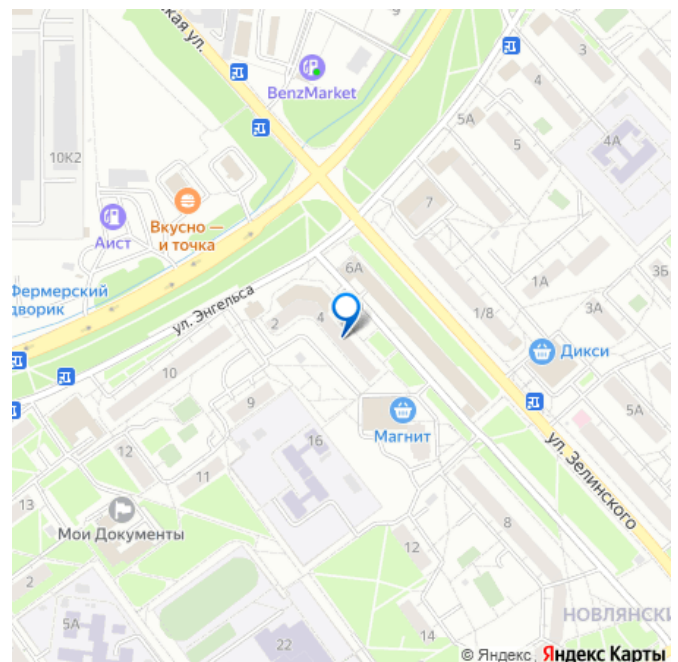 ская ул.
9
3
BenzMarket
4
5А
5
4А
10К2
7
Вкусно —
и точка
Аист
6А
3Б
1А
Фермерский
дворик
ул. Энгельса
3А
1/8
2
4
Дикси
10
9
5А
Магнит
ул. Зелинского
16
12
11
13
Мои Документы
8
12
2
НОВЛЯНСКИ
5А
14
22
© Яндекс Яндекс Карты